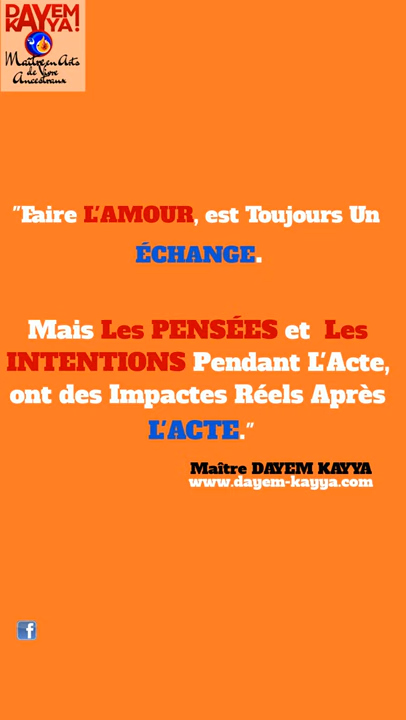 DAYEM
KAYYA!
Maître en Arts
de Vivre
Ancestraux
"Faire L'AMOUR, est Toujours Un
ÉCHANGE.
Mais Les PENSÉES et Les
INTENTIONS Pendant L'Acte,
ont des Impactes Réels Après
L'ACTE."
Maître DAYEM KAYYA
www.dayem-kayya.com
f